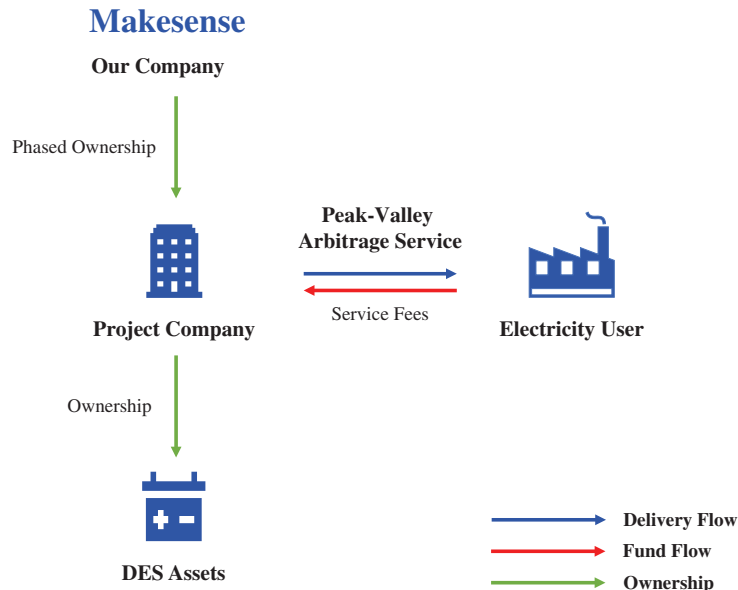 Makesense
Our Company
Phased Ownership
Peak-Valley
Arbitrage Service
Service Fees
Project Company
Electricity User
Ownership
DES Assets
Delivery Flow
Fund Flow
Ownership